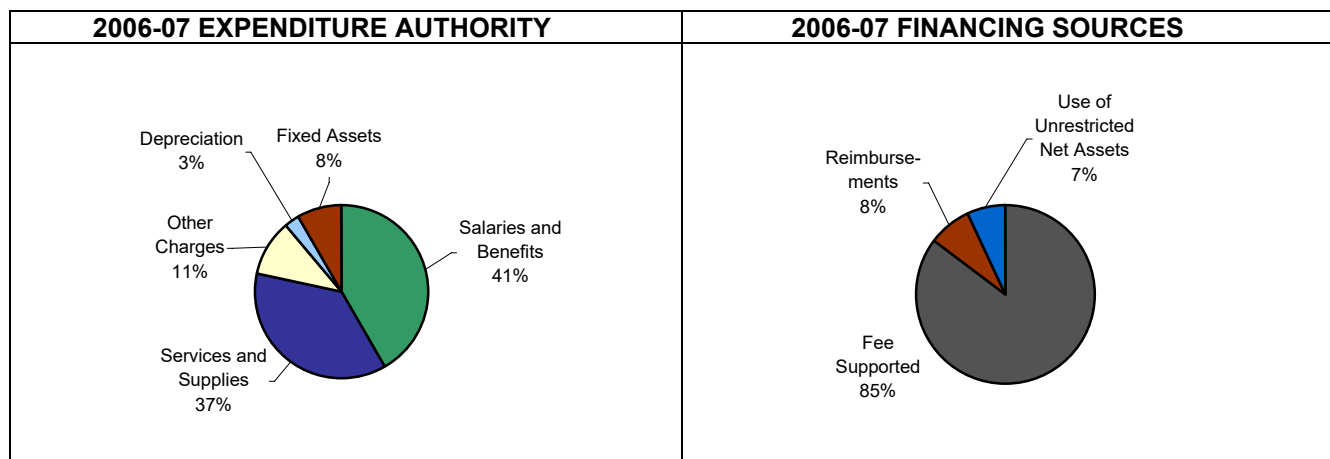 2006-07 EXPENDITURE AUTHORITY
Depreciation
3%
Fixed Assets
8%
Other
Charges
11%
Salaries and
Benefits
41%
Services and
Supplies
37%
2006-07 FINANCING SOURCES
Use of
Unrestricted
Net Assets
7%
Reimburse-
ments
8%
Fee
Supported
85%